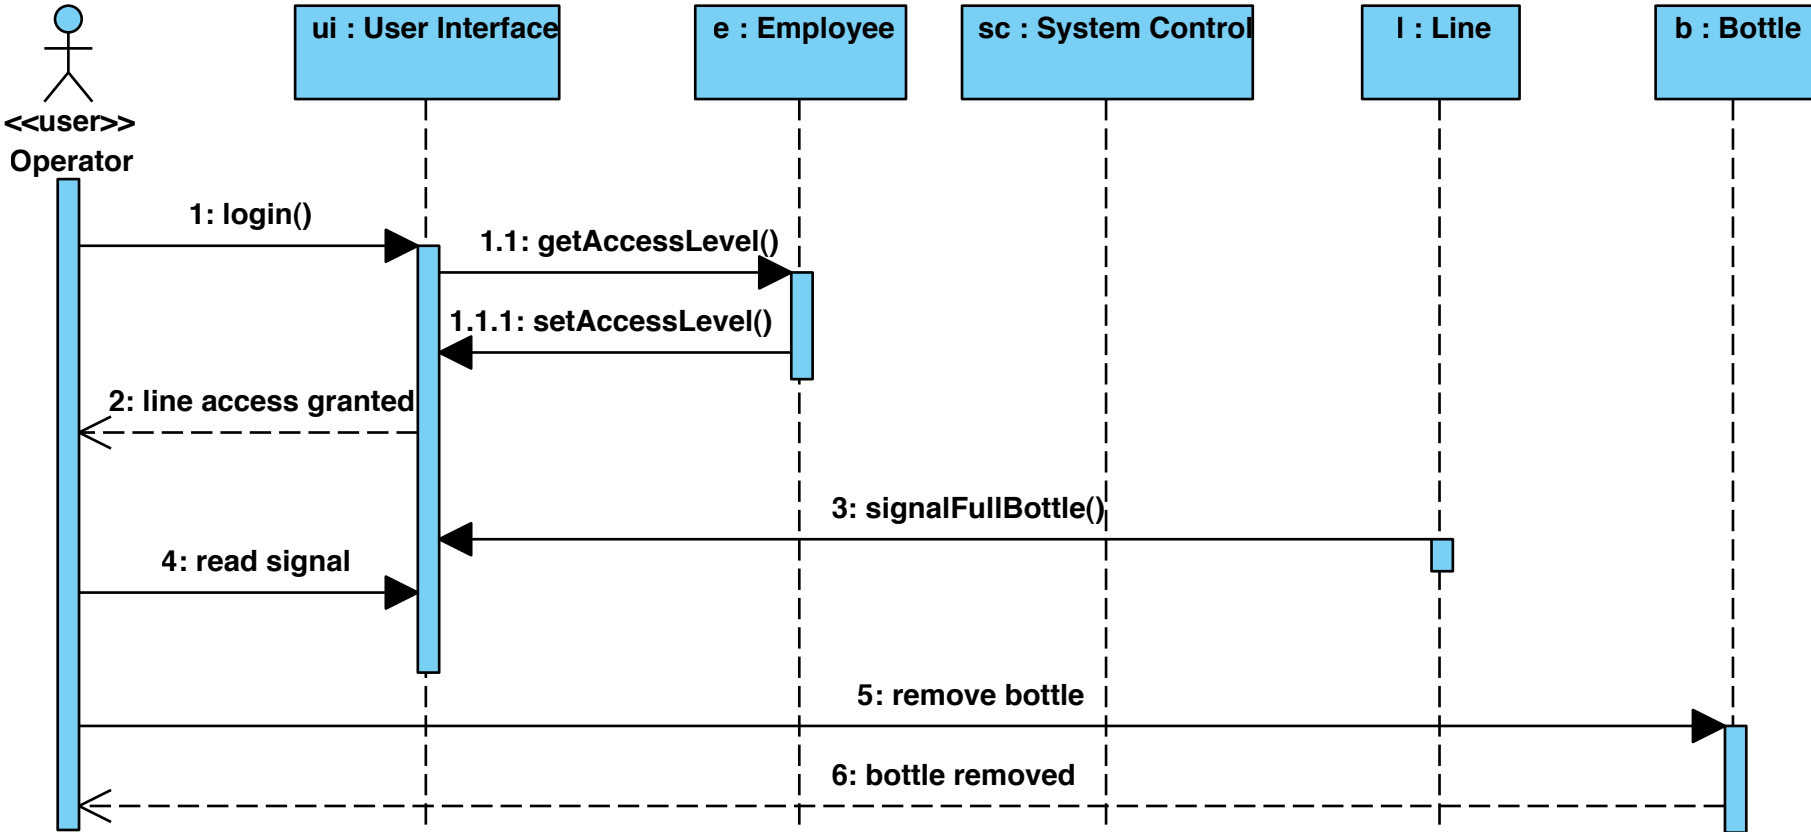 ui : User Interface
e : Employee
sc : System Control
l : Line
b : Bottle
<<user>>
Operator
1: login()
1.1: getAccessLevel()
1.1.1: setAccessLevel()
2: line access granted
3: signalFullBottle()
4: read signal
5: remove bottle
6: bottle removed